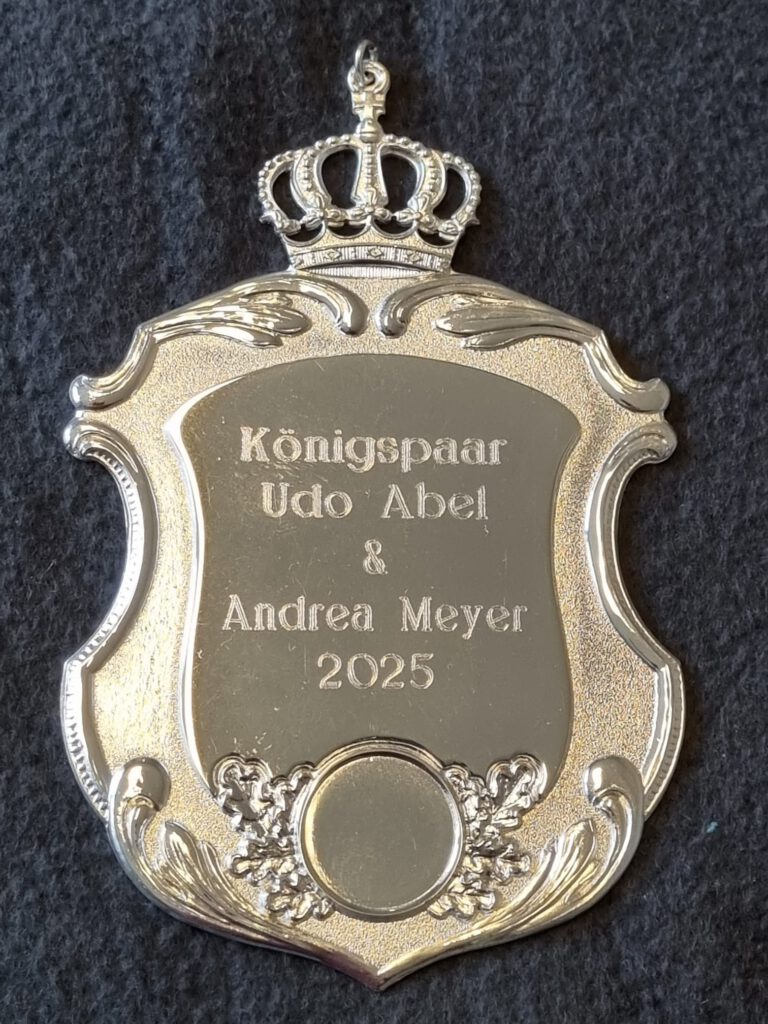 Königspaar
Udo Abel
&
Andrea Meyer
2025